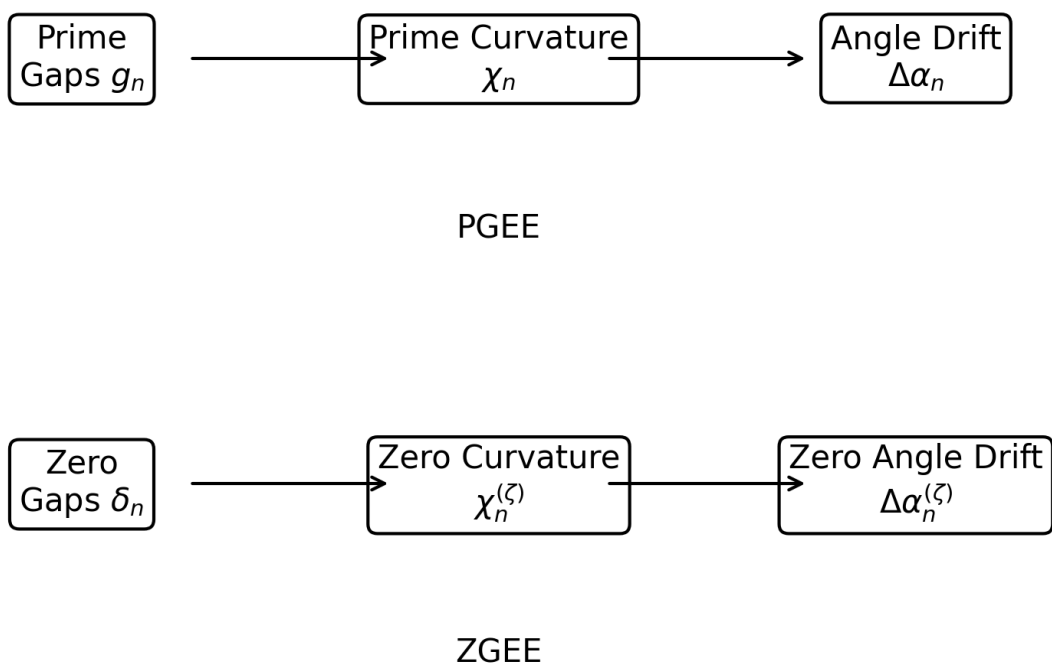 Prime
Gaps $g_n$
Prime Curvature
$\chi_n$
Angle Drift
$\Delta\alpha_n$
PGEE
Zero
Gaps $\delta_n$
Zero Curvature
$\chi_n^{(\zeta)}$
Zero Angle Drift
$\Delta\alpha_n^{(\zeta)}$
ZGEE